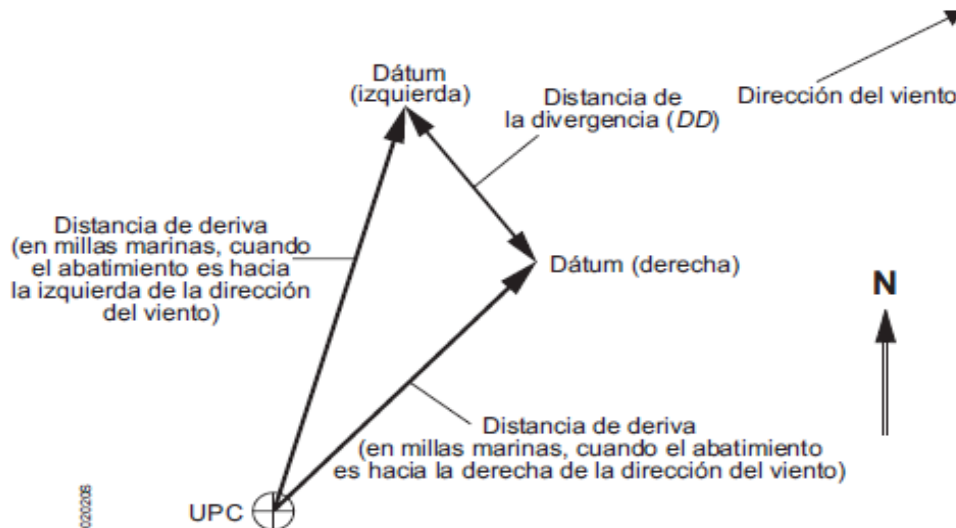 Dátum
(izquierda)
Distancia de
la divergencia (DD)
Dirección del viento
Distancia de deriva
(en millas marinas, cuando
el abatimiento es hacia
la izquierda de la dirección
del viento)
Dátum (derecha)
N
Distancia de deriva
(en millas marinas, cuando el abatimiento
es hacia la derecha de la dirección del viento)
UPC